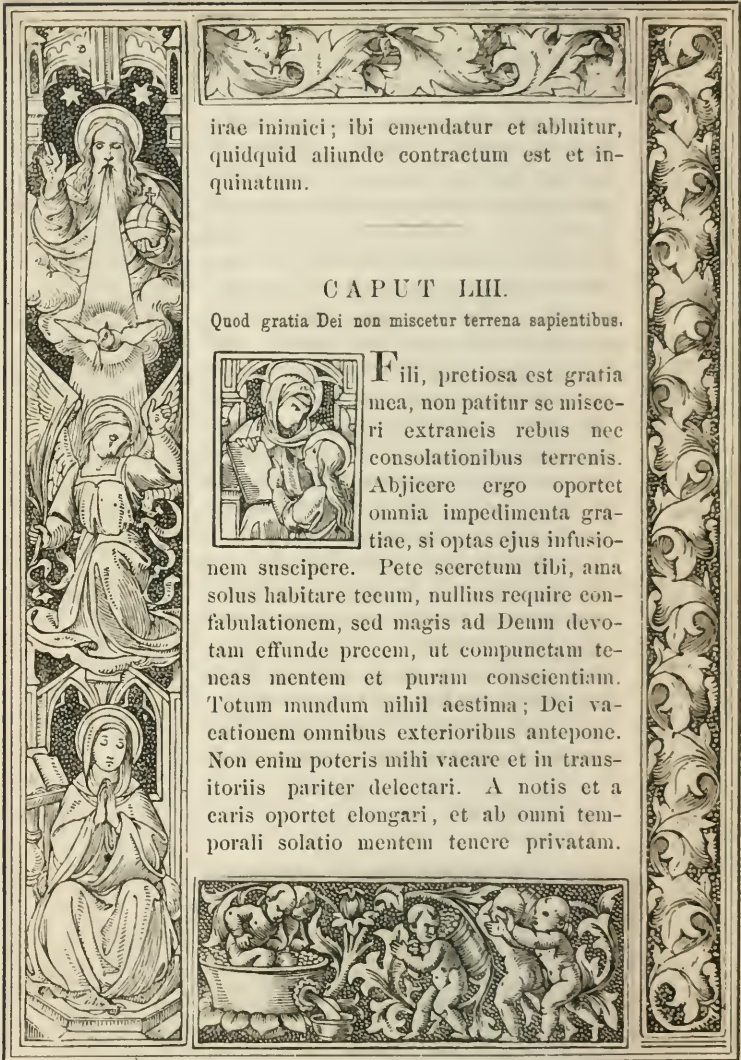 irae inimici; ibi emendatur et abluitur,
quidquid aliunde contractum est et in-
quinatum.
CAPUT LIII.
Quod gratia Dei non miscetur terrena sapientibus.
Fili, pretiosa est gratia
mea, non patitur se misce-
ri extraneis rebus nec
consolationibus terrenis.
Abjicere ergo oportet
omnia impedimenta gra-
tiae, si optas ejus infusio-
nem suscipere. Pete secretum tibi, ama
solus habitare tecum, nullius require con-
fabulationem, sed magis ad Deum devo-
tam effunde precem, ut compunctam te-
neas mentem et puram conscientiam.
Totum mundum nihil aestima; Dei va-
cationem omnibus exterioribus antepone.
Non enim poteris mihi vacare et in trans-
itoriis pariter delectari. A notis et a
caris oportet elongari, et ab omni tem-
porali solatio mentem tenere privatam.